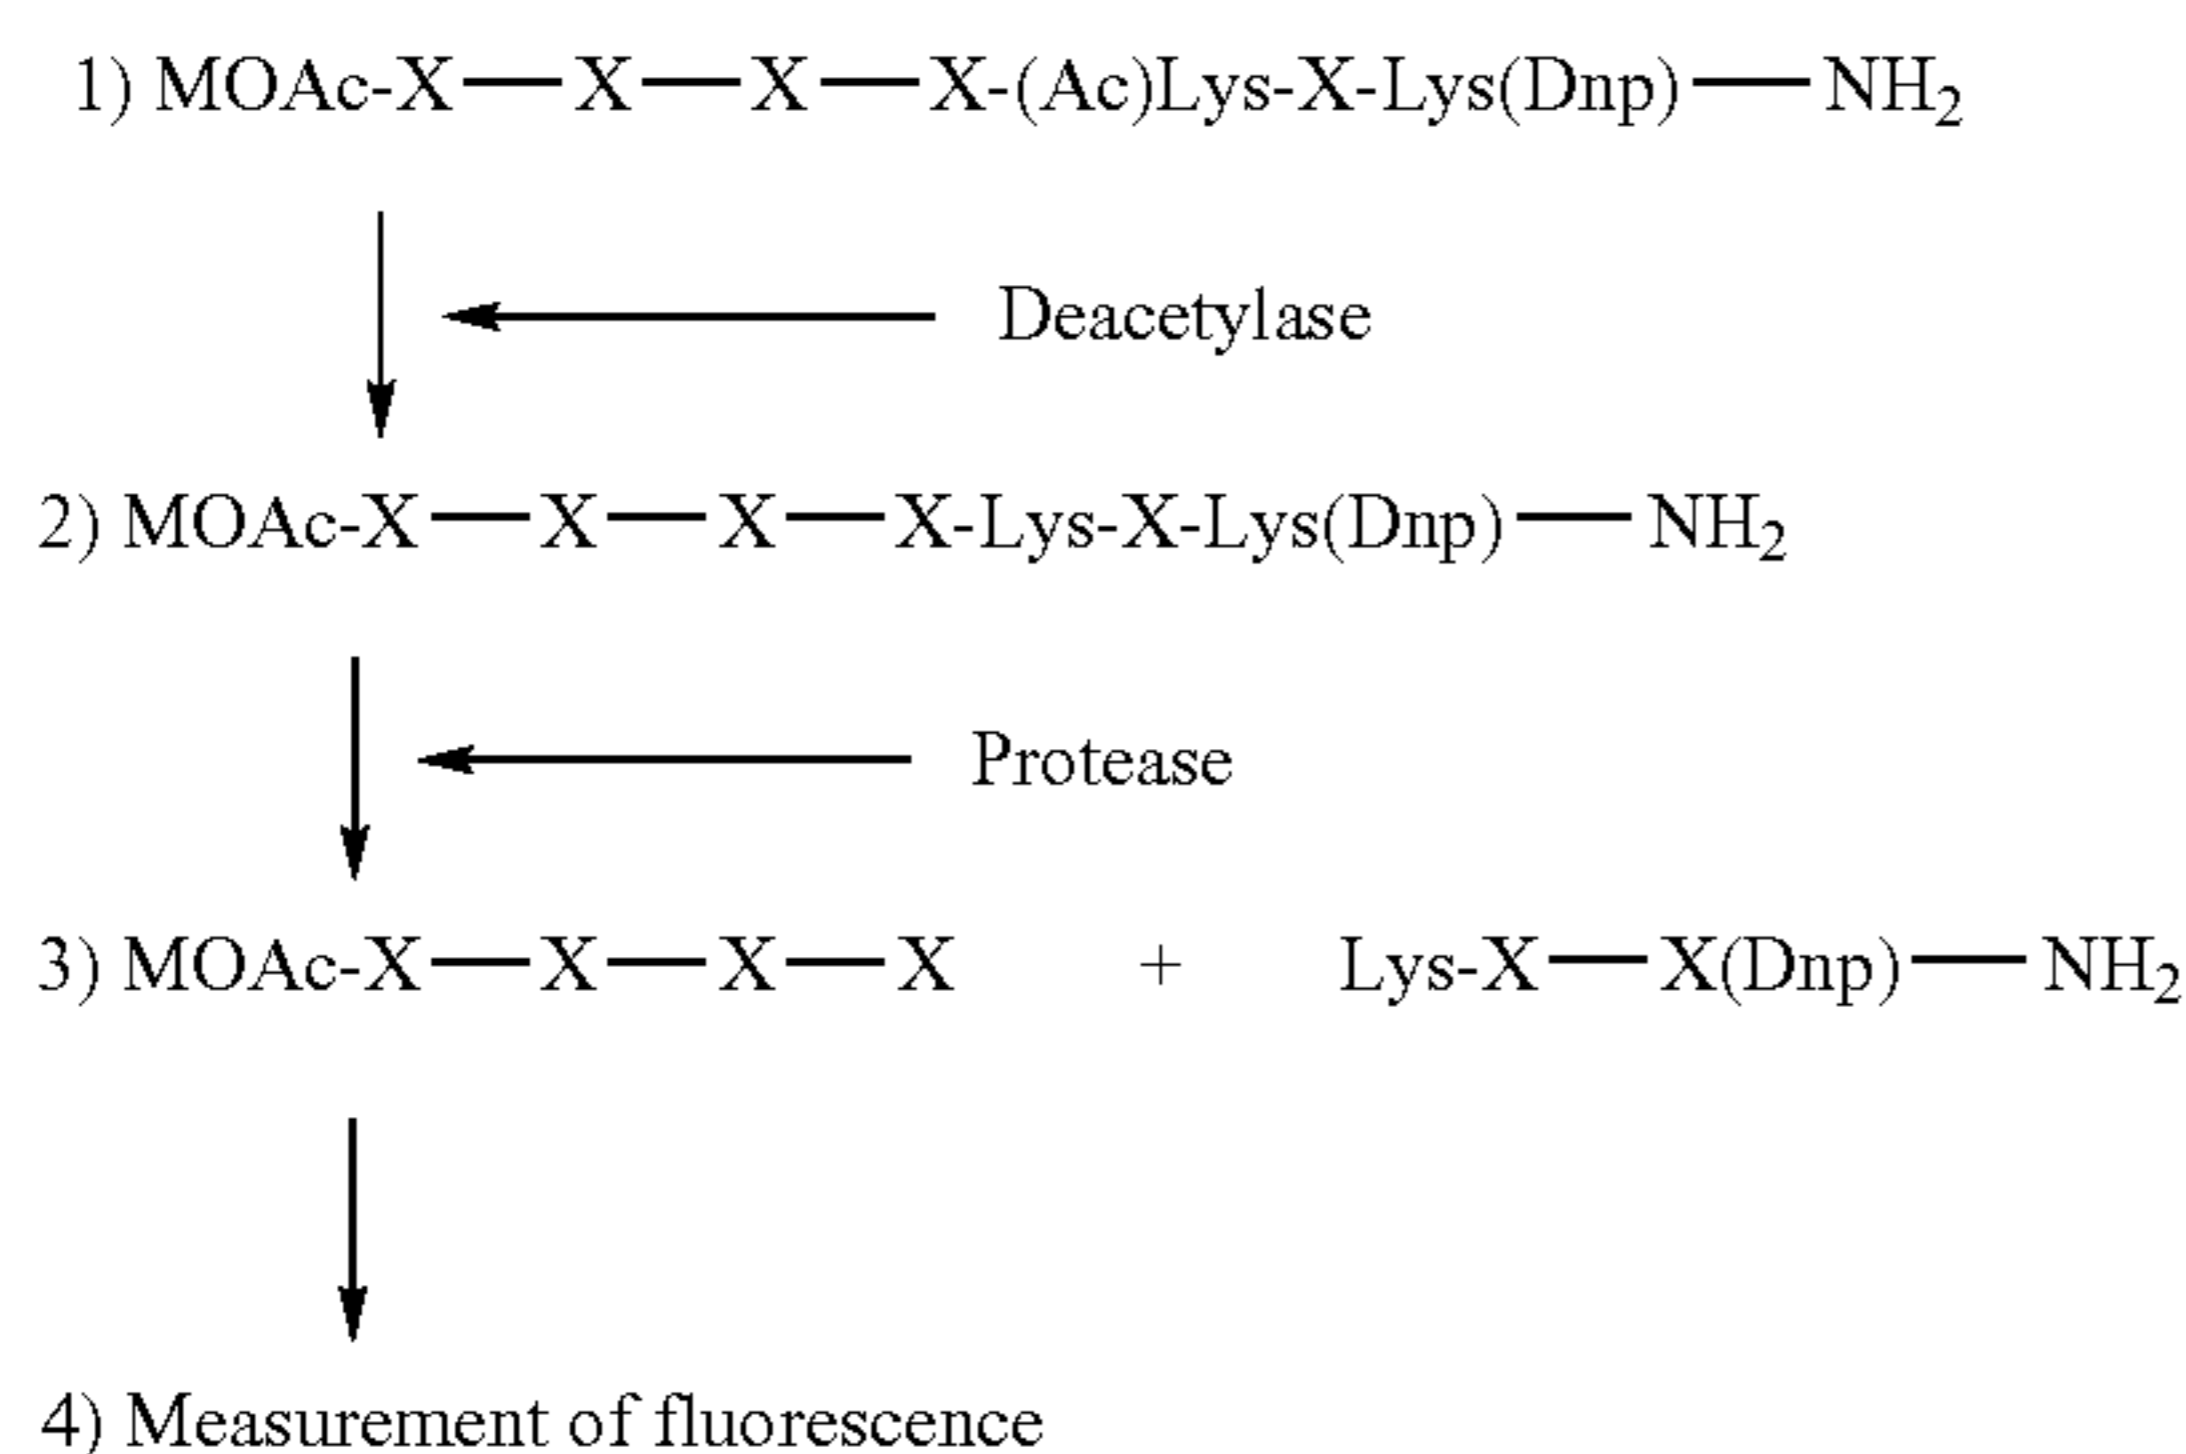 1) MOAc-X—X—X—X-(Ac)Lys-X-Lys(Dnp)—NH₂
Deacetylase
2) MOAc-X—X—X—X-Lys-X-Lys(Dnp)—NH₂
Protease
3) MOAc-X—X—X—X + Lys-X—X(Dnp)—NH₂
4) Measurement of fluorescence